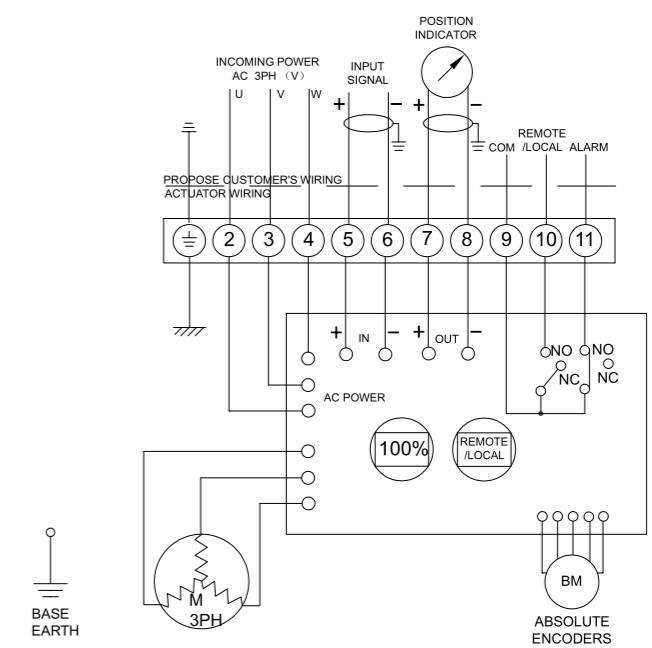 POSITION
INDICATOR
INCOMING POWER
AC 3PH (V)
INPUT
SIGNAL
U V W
+ − + −
REMOTE
COM /LOCAL ALARM
PROPOSE CUSTOMER'S WIRING
ACTUATOR WIRING
2 3 4 5 6 7 8 9 10 11
+ IN − + OUT −
NO NO
NC NC
AC POWER
100%
REMOTE
/LOCAL
M
3PH
BM
BASE
EARTH
ABSOLUTE
ENCODERS